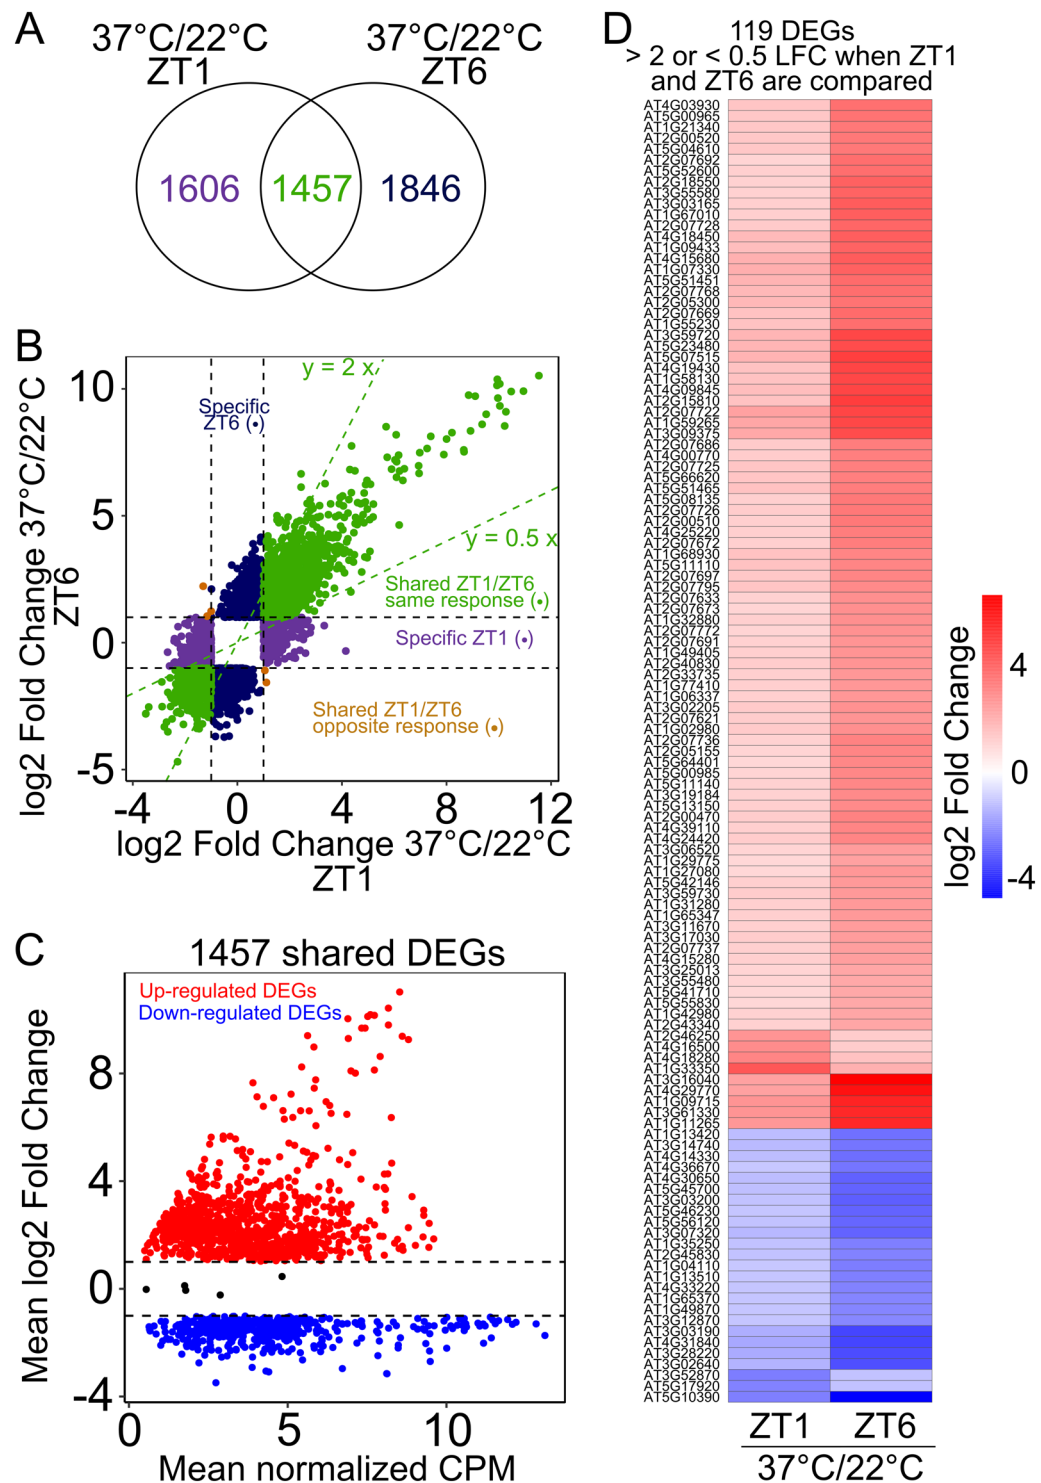 A
37°C/22°C
ZT1
37°C/22°C
ZT6
1606
1457
1846
B
log2 Fold Change 37°C/22°C
ZT6
10
5
0
-5
-4
0
4
8
12
log2 Fold Change 37°C/22°C
ZT1
y = 2 x
Specific
ZT6 (•)
y = 0.5 x
Shared ZT1/ZT6
same response (•)
Specific ZT1 (•)
Shared ZT1/ZT6
opposite response (•)
C
1457 shared DEGs
Up-regulated DEGs
Down-regulated DEGs
Mean log2 Fold Change
8
4
0
-4
0
5
10
Mean normalized CPM
D
119 DEGs
> 2 or < 0.5 LFC when ZT1
and ZT6 are compared
AT4G03930
AT5G00965
AT1G21340
AT2G00520
AT5G04610
AT2G07692
AT5G52600
AT2G18550
AT3G55580
AT3G03165
AT1G67010
AT2G07728
AT4G18450
AT1G09433
AT4G15680
AT1G07330
AT5G51451
AT2G07768
AT2G05300
AT2G07669
AT1G55230
AT3G59720
AT5G23480
AT5G07515
AT4G19430
AT1G58130
AT4G09845
AT2G15810
AT2G07722
AT1G59265
AT3G09375
AT2G07686
AT4G00770
AT2G07725
AT5G66620
AT5G51465
AT5G08135
AT2G07726
AT2G00510
AT4G25220
AT2G07672
AT1G68930
AT5G11110
AT2G07697
AT2G07795
AT2G07633
AT2G07673
AT1G32880
AT2G07772
AT2G07691
AT1G49405
AT2G40830
AT2G33735
AT1G77410
AT1G06337
AT3G02205
AT2G07621
AT1G02980
AT2G07736
AT2G05155
AT5G64401
AT5G00985
AT5G11140
AT3G19184
AT5G13150
AT2G00470
AT4G39110
AT4G24420
AT3G06520
AT1G29775
AT1G27080
AT5G42146
AT3G59730
AT1G31280
AT1G65347
AT3G11670
AT3G17030
AT2G07737
AT4G15280
AT3G25013
AT3G55480
AT5G41710
AT5G55830
AT1G42980
AT2G43340
AT2G46250
AT4G16500
AT4G18280
AT1G33350
AT3G16040
AT4G29770
AT1G09715
AT3G61330
AT1G11265
AT1G13420
AT3G14740
AT4G14330
AT4G36670
AT4G30650
AT5G45700
AT3G03200
AT5G46230
AT5G56120
AT3G07320
AT1G35250
AT2G45830
AT1G04110
AT1G13510
AT4G33220
AT1G65370
AT1G49870
AT3G12870
AT3G03190
AT4G31840
AT3G28220
AT3G02640
AT3G52870
AT5G17920
AT5G10390
ZT1
ZT6
37°C/22°C
log2 Fold Change
4
0
-4